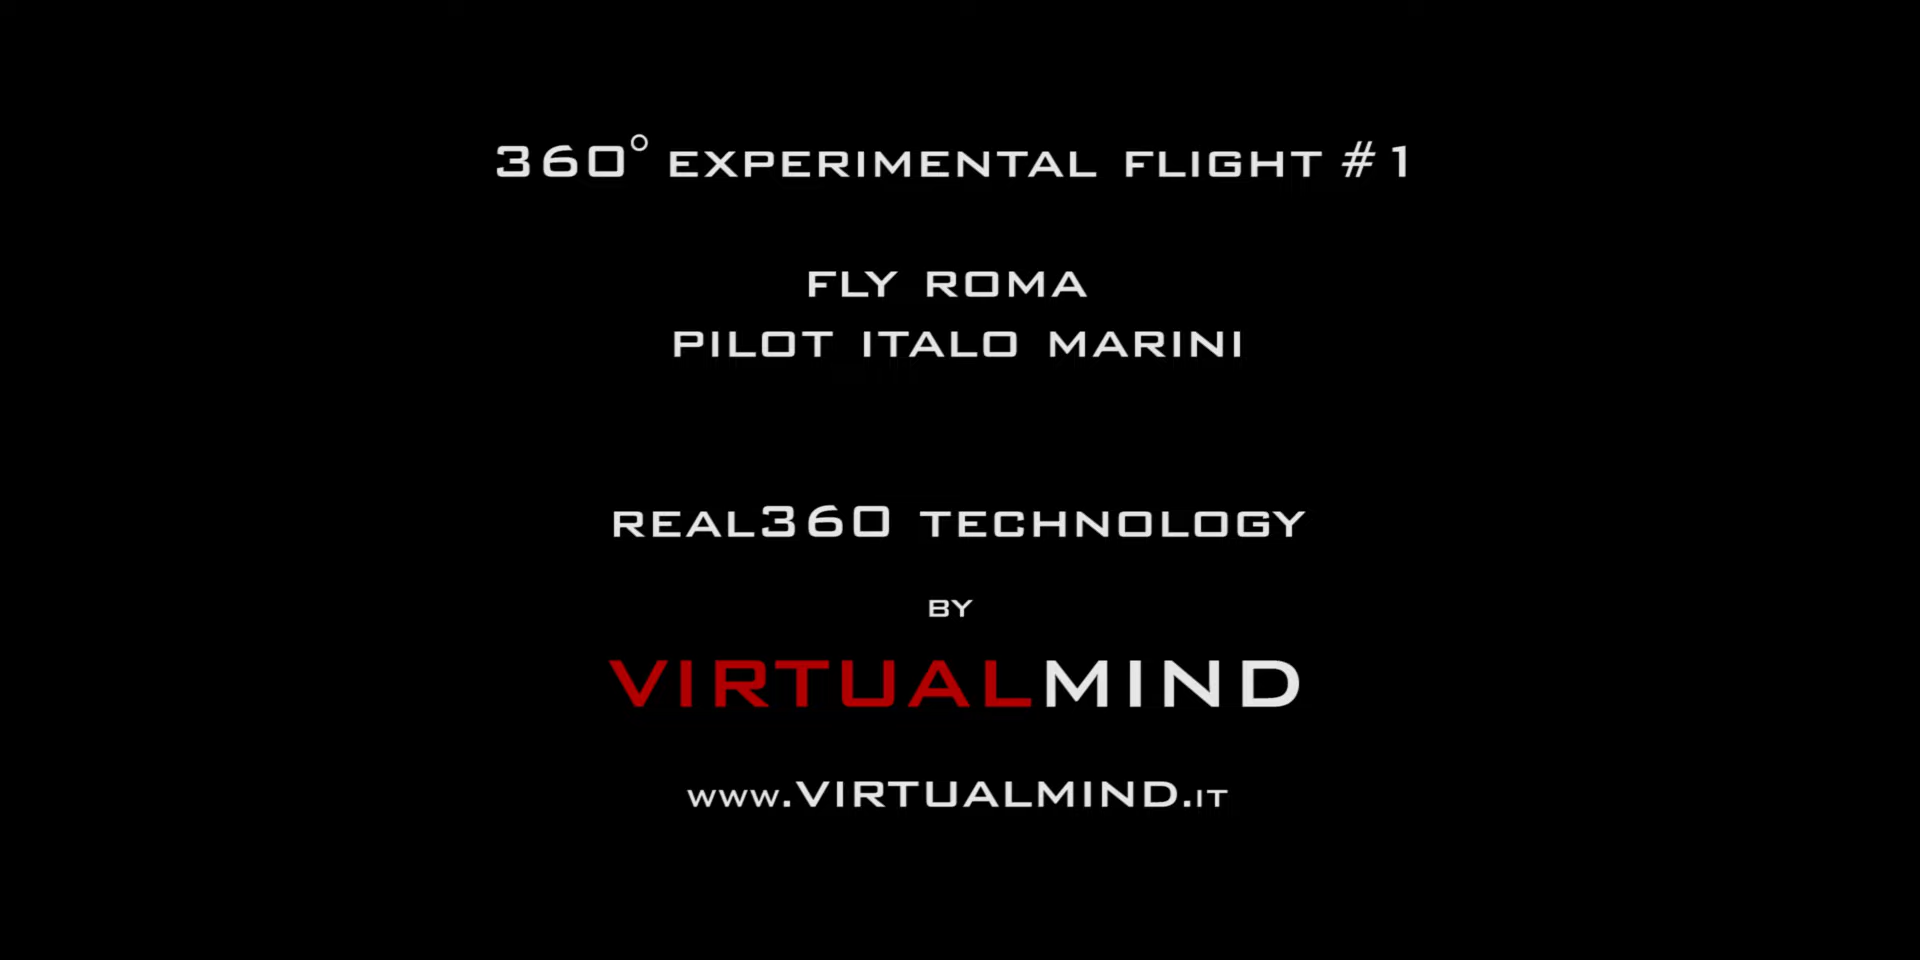 360° EXPERIMENTAL FLIGHT #1
FLY ROMA
PILOT ITALO MARINI
REAL360 TECHNOLOGY
BY
VIRTUALMIND
www.VIRTUALMIND.IT